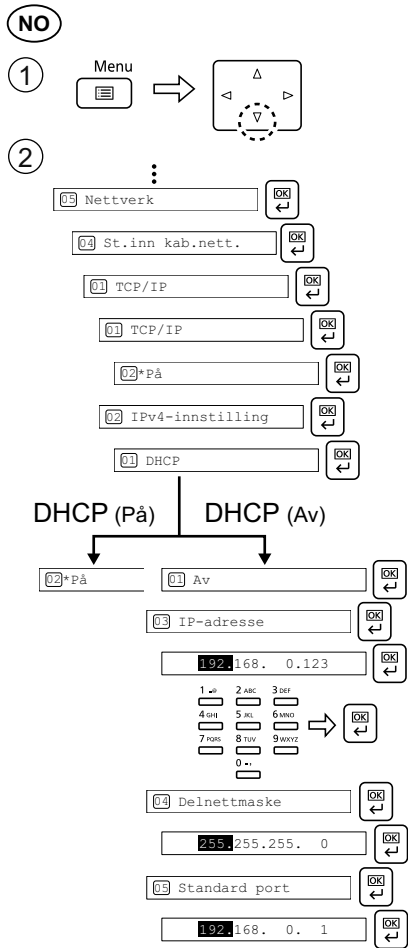 NO
1
Menu
2
05 Nettverk OK
04 St.inn kab.nett. OK
01 TCP/IP OK
01 TCP/IP OK
02*På OK
02 IPv4-innstilling OK
01 DHCP OK
DHCP (På) DHCP (Av)
02*På 01 Av OK
03 IP-adresse OK
192.168. 0.123 OK
1 .@ 2 ABC 3 DEF
4 GHI 5 JKL 6 MNO OK
7 PQRS 8 TUV 9 WXYZ
0 -,
04 Delnettmaske OK
255.255.255. 0 OK
05 Standard port OK
192.168. 0. 1 OK